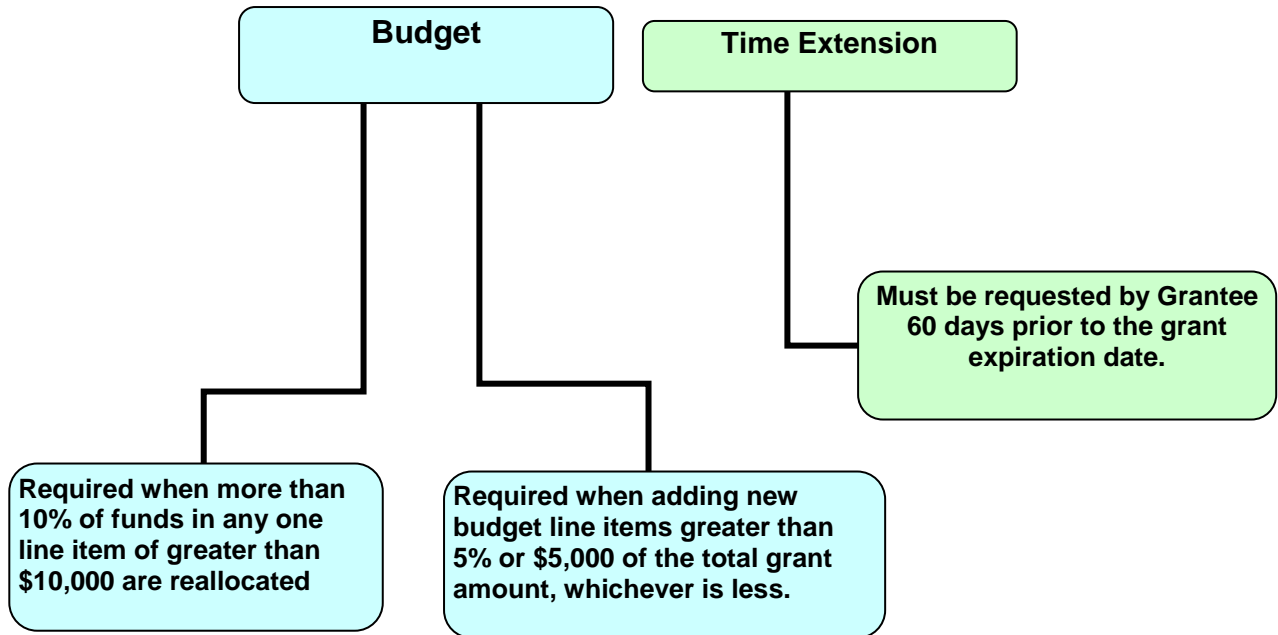 Budget
Time Extension
Must be requested by Grantee
60 days prior to the grant
expiration date.
Required when more than
10% of funds in any one
line item of greater than
$10,000 are reallocated
Required when adding new
budget line items greater than
5% or $5,000 of the total grant
amount, whichever is less.